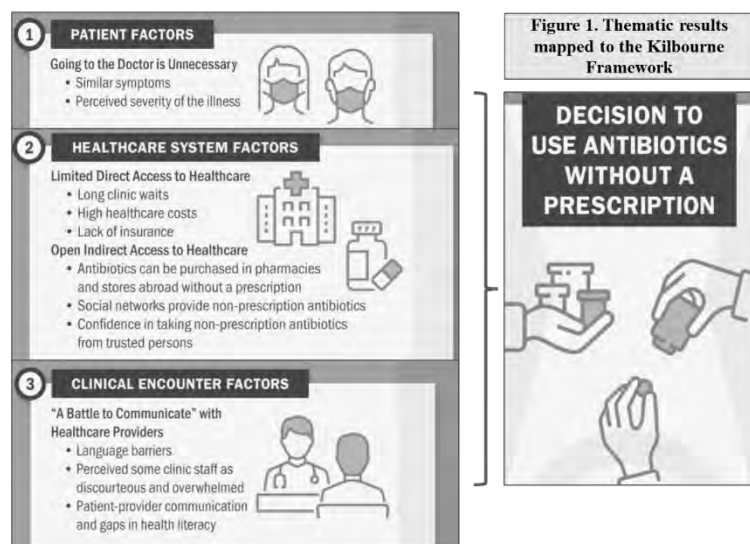 1 PATIENT FACTORS
Going to the Doctor is Unnecessary
• Similar symptoms
• Perceived severity of the illness
2 HEALTHCARE SYSTEM FACTORS
Limited Direct Access to Healthcare
• Long clinic waits
• High healthcare costs
• Lack of insurance
Open Indirect Access to Healthcare
• Antibiotics can be purchased in pharmacies
and stores abroad without a prescription
• Social networks provide non-prescription antibiotics
• Confidence in taking non-prescription antibiotics
from trusted persons
3 CLINICAL ENCOUNTER FACTORS
“A Battle to Communicate” with
Healthcare Providers
• Language barriers
• Perceived some clinic staff as
discourteous and overwhelmed
• Patient-provider communication
and gaps in health literacy
Figure 1. Thematic results
mapped to the Kilbourne
Framework
DECISION TO
USE ANTIBIOTICS
WITHOUT A
PRESCRIPTION